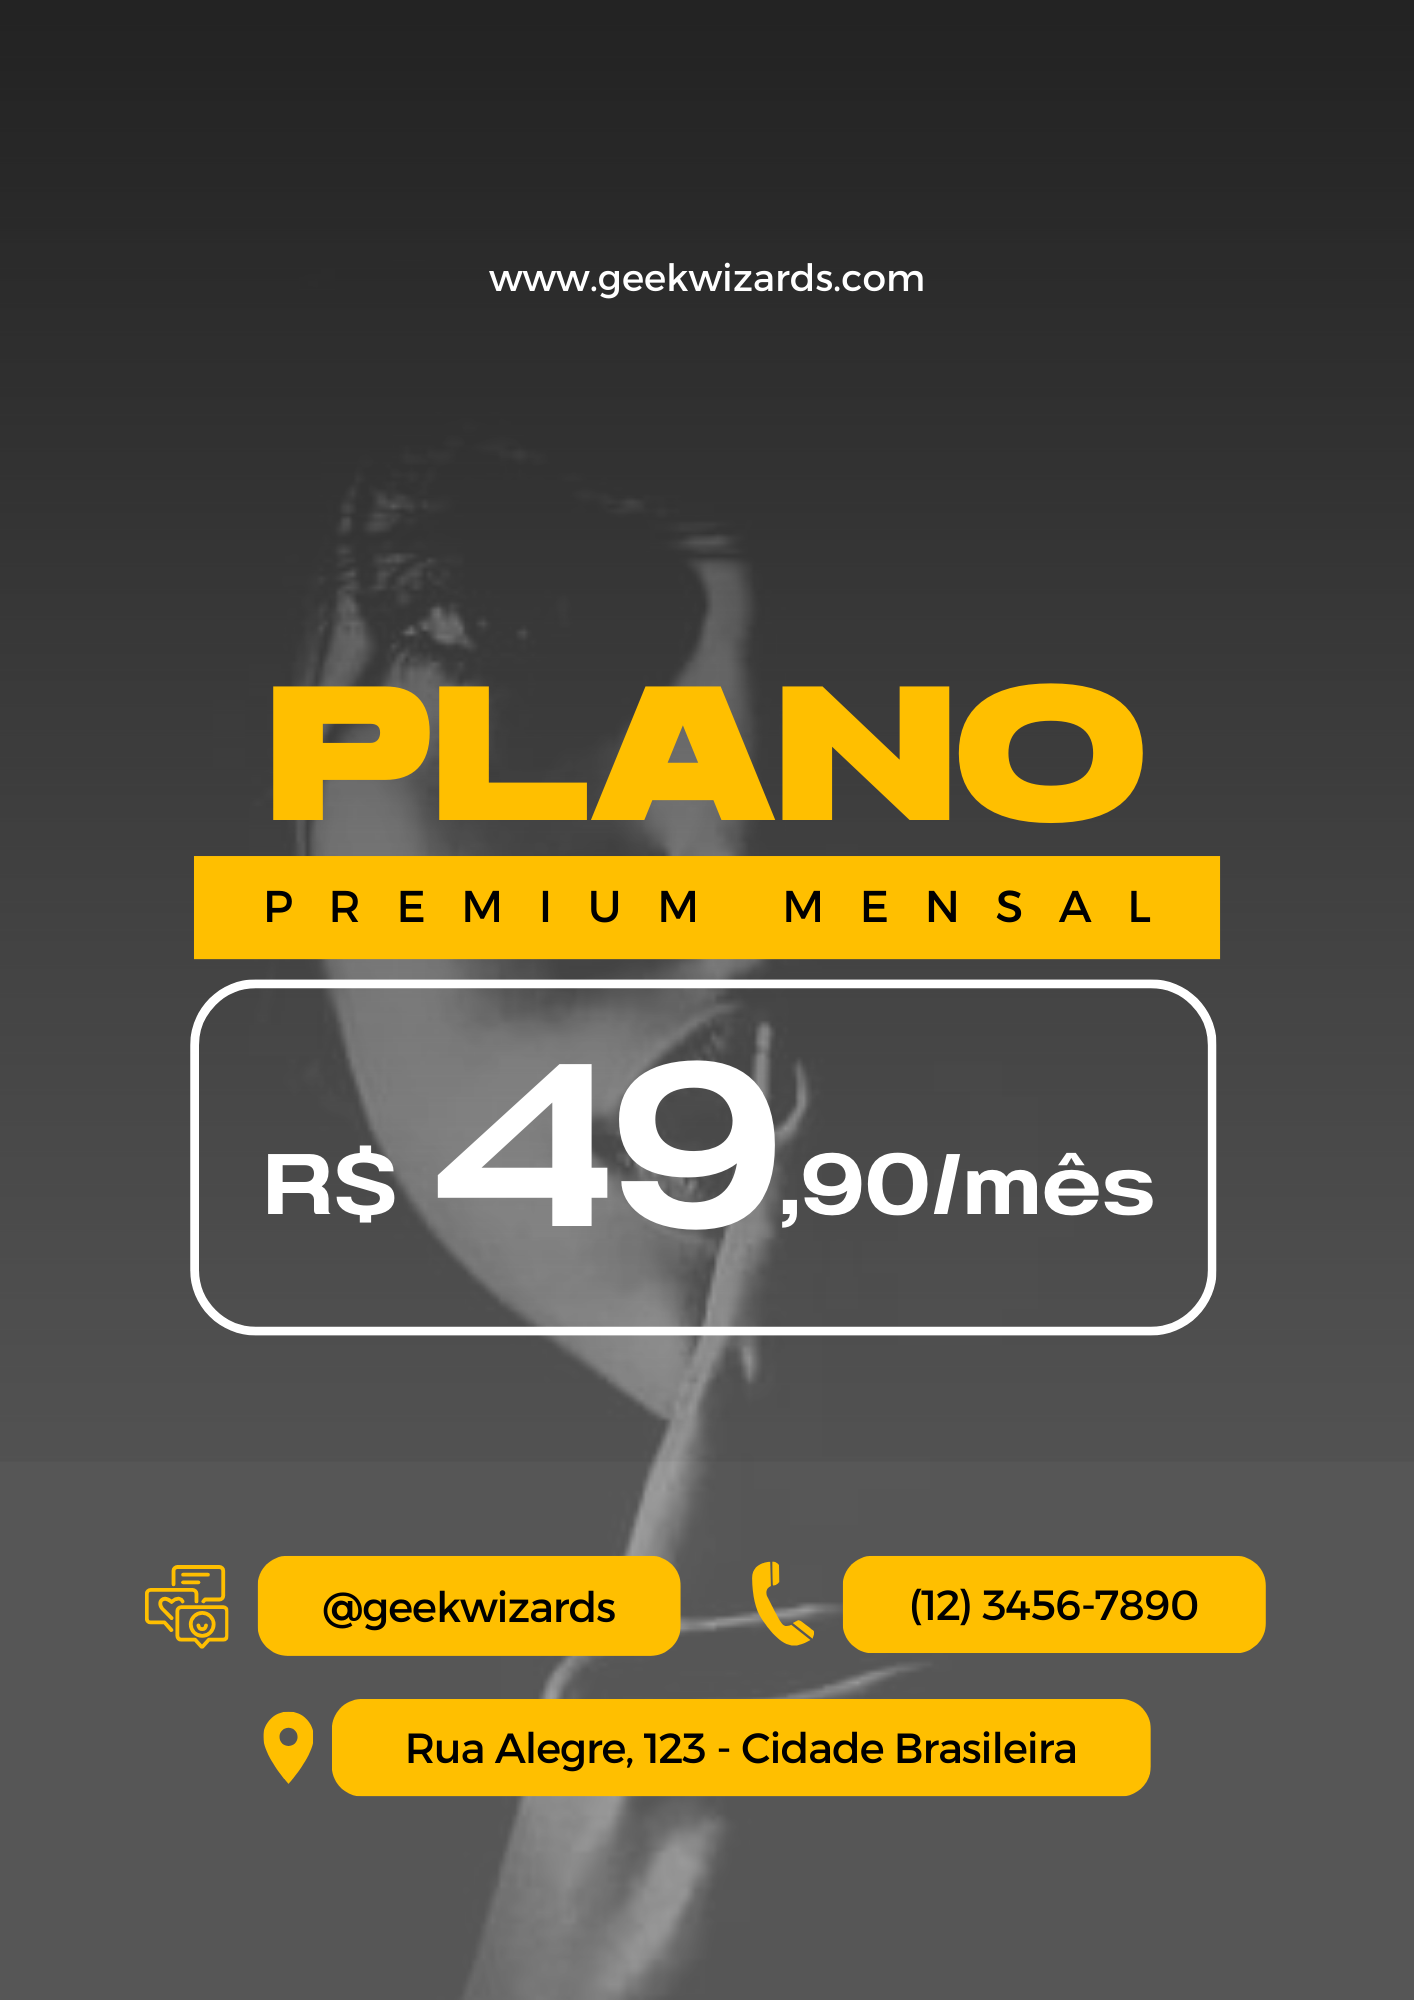 www.geekwizards.com
PLANO
PREMIUM MENSAL
R$ 49,90/mês
@geekwizards
(12) 3456-7890
Rua Alegre, 123 - Cidade Brasileira